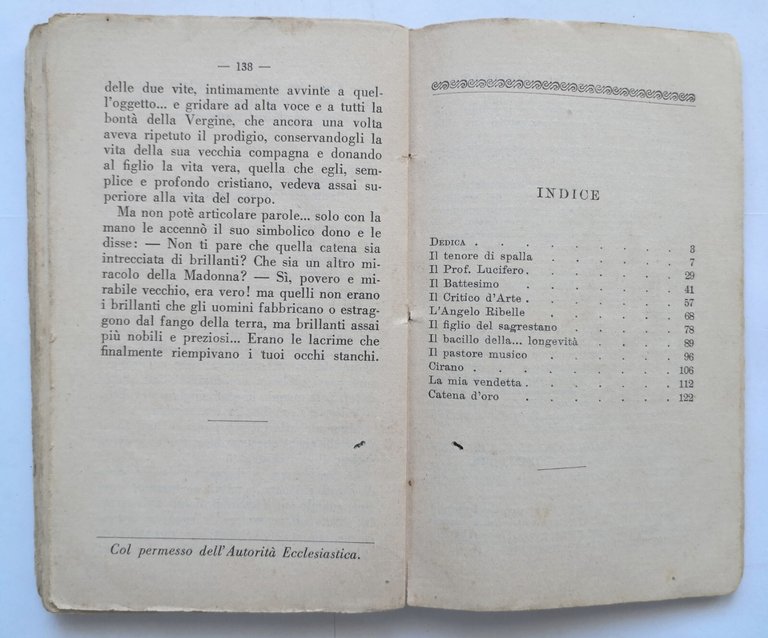 — 138 —
delle due vite, intimamente avvinte a quel-
l'oggetto... e gridare ad alta voce e a tutti la
bontà della Vergine, che ancora una volta
aveva ripetuto il prodigio, conservandogli la
vita della sua vecchia compagna e donando
al figlio la vita vera, quella che egli, sem-
plice e profondo cristiano, vedeva assai su-
periore alla vita del corpo.
Ma non potè articolare parole... solo con la
mano le accennò il suo simbolico dono e le
disse: — Non ti pare che quella catena sia
intrecciata di brillanti? Che sia un altro mi-
racolo della Madonna? — Sì, povero e mi-
rabile vecchio, era vero! ma quelli non erano
i brillanti che gli uomini fabbricano o estrag-
gono dal fango della terra, ma brillanti assai
più nobili e preziosi... Erano le lacrime che
finalmente riempivano i tuoi occhi stanchi.
Col permesso dell'Autorità Ecclesiastica.
INDICE
DEDICA . . . . . . . . 3
Il tenore di spalla . . . . . . 7
Il Prof. Lucifero . . . . . . . 29
Il Battesimo . . . . . . . 41
Il Critico d'Arte . . . . . . . 57
L'Angelo Ribelle . . . . . . 68
Il figlio del sagrestano . . . . . 78
Il bacillo della... longevità . . . . . 89
Il pastore musico . . . . . . 96
Cirano . . . . . . . . 106
La mia vendetta . . . . . . . 112
Catena d'oro . . . . . . . 122